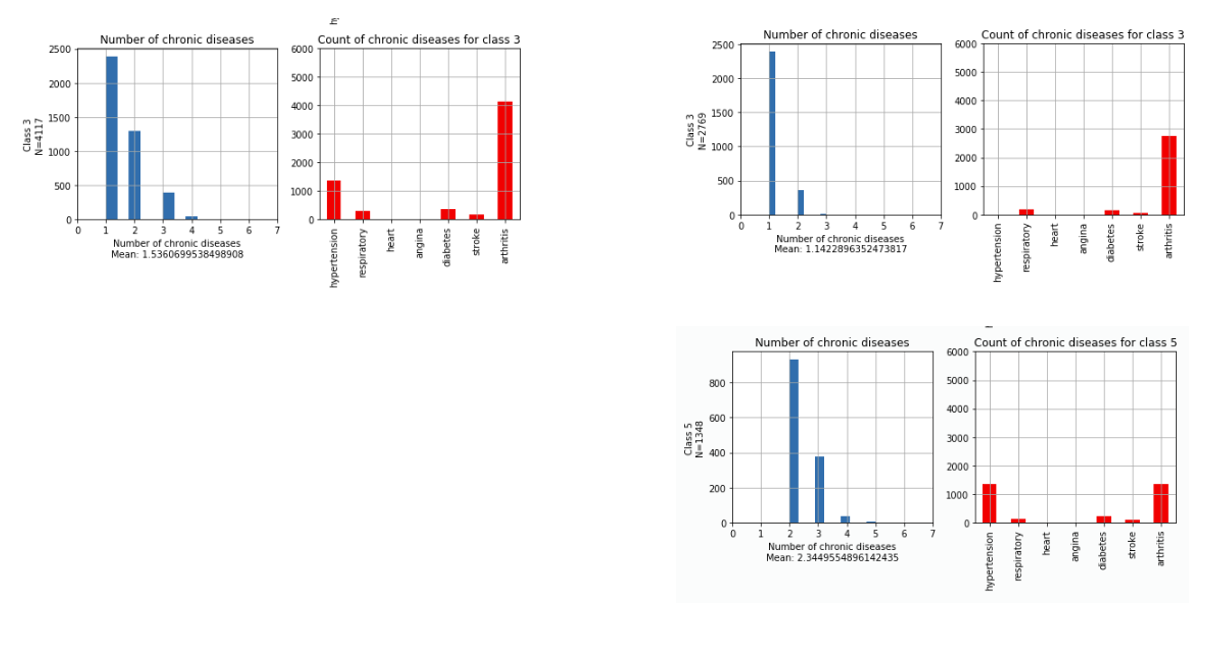 Number of chronic diseases
Class 3
N=4117
2500
2000
1500
1000
500
0
0 1 2 3 4 5 6 7
Number of chronic diseases
Mean: 1.5360699538498908
Count of chronic diseases for class 3
6000
5000
4000
3000
2000
1000
0
hypertension
respiratory
heart
angina
diabetes
stroke
arthritis
Number of chronic diseases
Class 3
N=2769
2500
2000
1500
1000
500
0
0 1 2 3 4 5 6 7
Number of chronic diseases
Mean: 1.1422896352473817
Count of chronic diseases for class 3
6000
5000
4000
3000
2000
1000
0
hypertension
respiratory
heart
angina
diabetes
stroke
arthritis
Number of chronic diseases
Class 5
N=1348
800
600
400
200
0
0 1 2 3 4 5 6 7
Number of chronic diseases
Mean: 2.3449554896142435
Count of chronic diseases for class 5
6000
5000
4000
3000
2000
1000
0
hypertension
respiratory
heart
angina
diabetes
stroke
arthritis